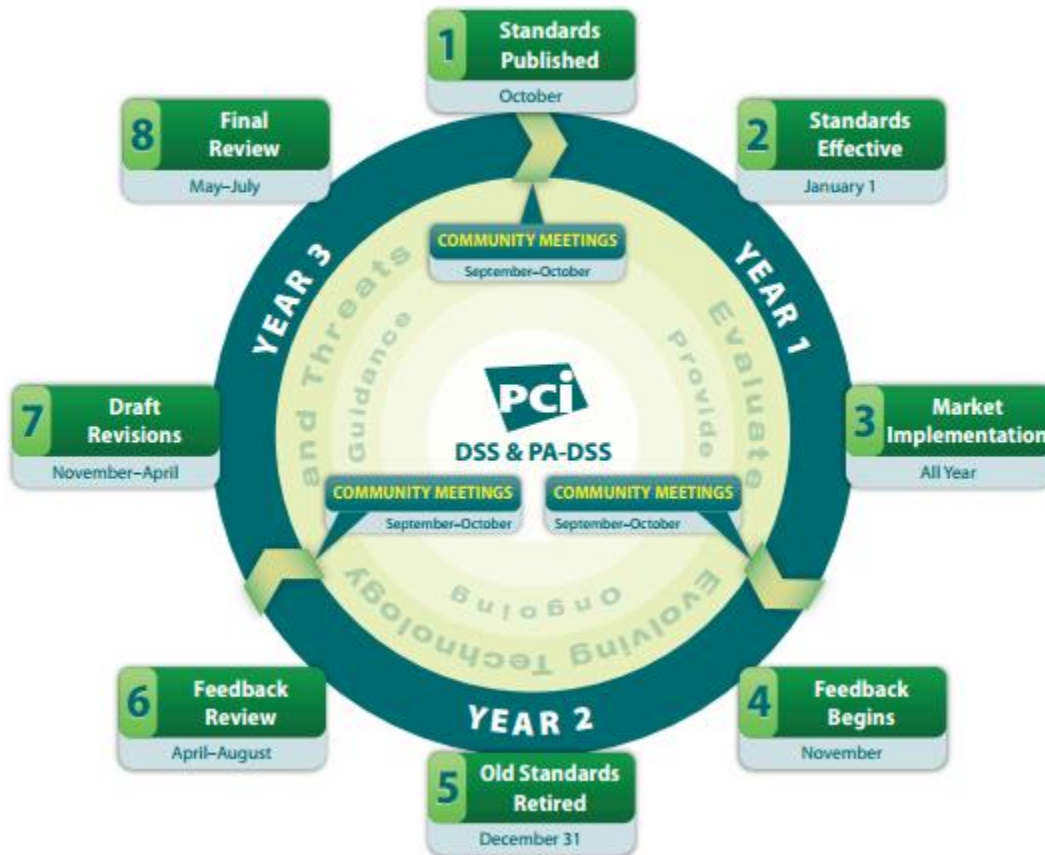 1
Standards
Published
October
2
Standards
Effective
January 1
3
Market
Implementation
All Year
4
Feedback
Begins
November
5
Old Standards
Retired
December 31
6
Feedback
Review
April–August
7
Draft
Revisions
November–April
8
Final
Review
May–July
YEAR 1
YEAR 2
YEAR 3
COMMUNITY MEETINGS
September–October
COMMUNITY MEETINGS
September–October
COMMUNITY MEETINGS
September–October
Evaluate
Evolving Technology
and Threats
Provide
Ongoing
Guidance
PCi
DSS & PA-DSS